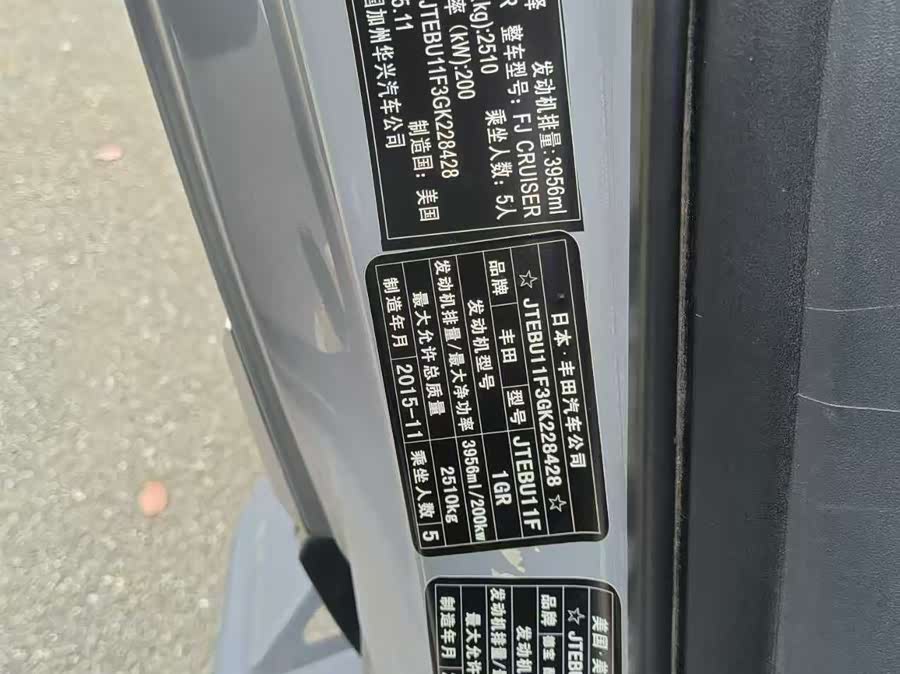 发动机排量:3956ml
整车型号: FJ CRUISER
(kg):2510 乘坐人数: 5人
率 (kW):200
JTEBU11F3GK228428
5.11 制造国: 美国
国加州华兴汽车公司
日本·丰田汽车公司
☆ JTEBU11F3GK228428 ☆
品牌 丰田 型号 JTEBU11F
发动机型号 1GR
发动机排量/最大净功率 3956ml/200kw
最大允许总质量 2510kg
制造年月 2015-11 乘坐人数 5
美国·美
☆ JTEBU
品牌
发动机
发动机排量/
最大允许
制造年月